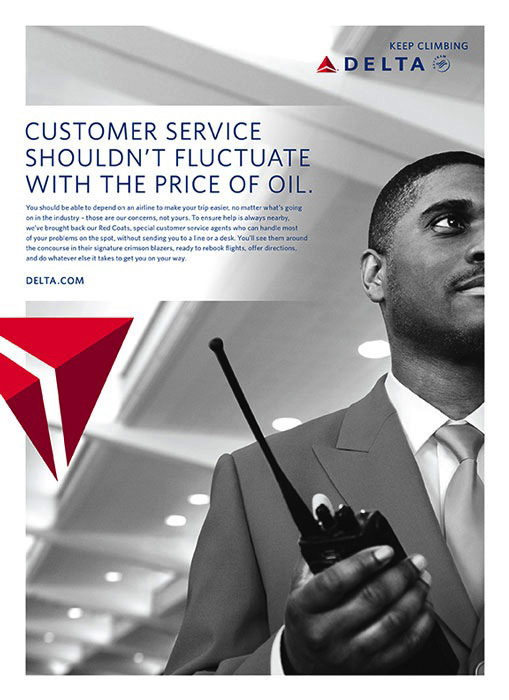 KEEP CLIMBING
DELTA
CUSTOMER SERVICE
SHOULDN'T FLUCTUATE
WITH THE PRICE OF OIL.
You should be able to depend on an airline to make your trip easier, no matter what's going
on in the industry – those are our concerns, not yours. To ensure help is always nearby,
we've brought back our Red Coats, special customer service agents who can handle most
of your problems on the spot, without sending you to a line or a desk. You'll see them around
the concourse in their signature crimson blazers, ready to rebook flights, offer directions,
and do whatever else it takes to get you on your way.
DELTA.COM